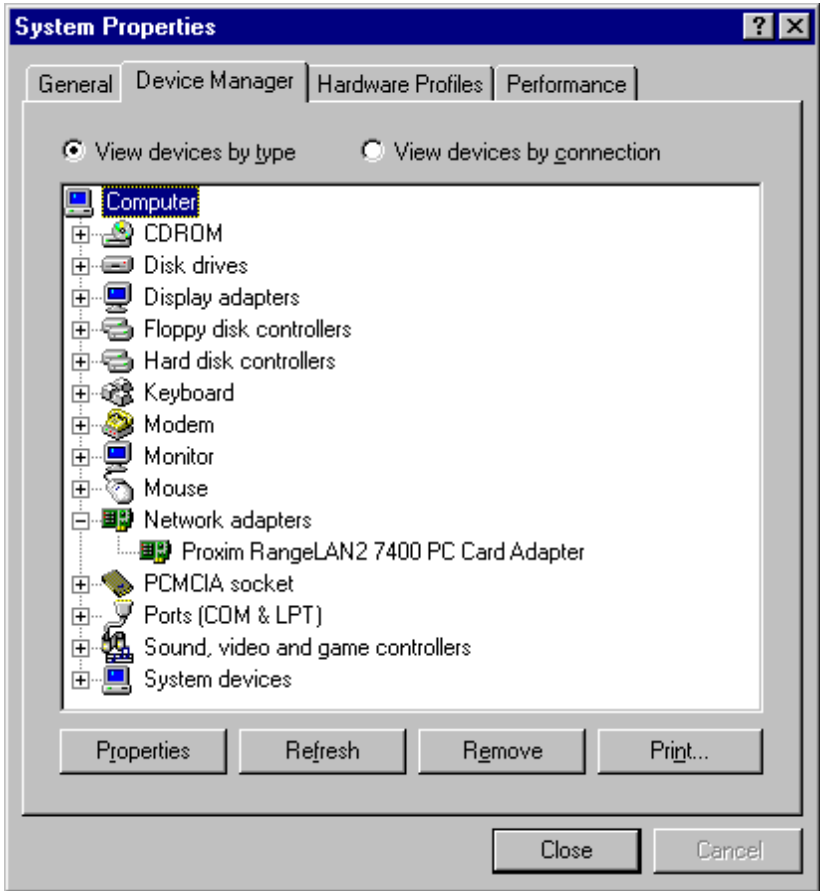 System Properties
General Device Manager Hardware Profiles Performance
View devices by type View devices by connection
Computer
CDROM
Disk drives
Display adapters
Floppy disk controllers
Hard disk controllers
Keyboard
Modem
Monitor
Mouse
Network adapters
Proxim RangeLAN2 7400 PC Card Adapter
PCMCIA socket
Ports (COM & LPT)
Sound, video and game controllers
System devices
Properties Refresh Remove Print...
Close Cancel